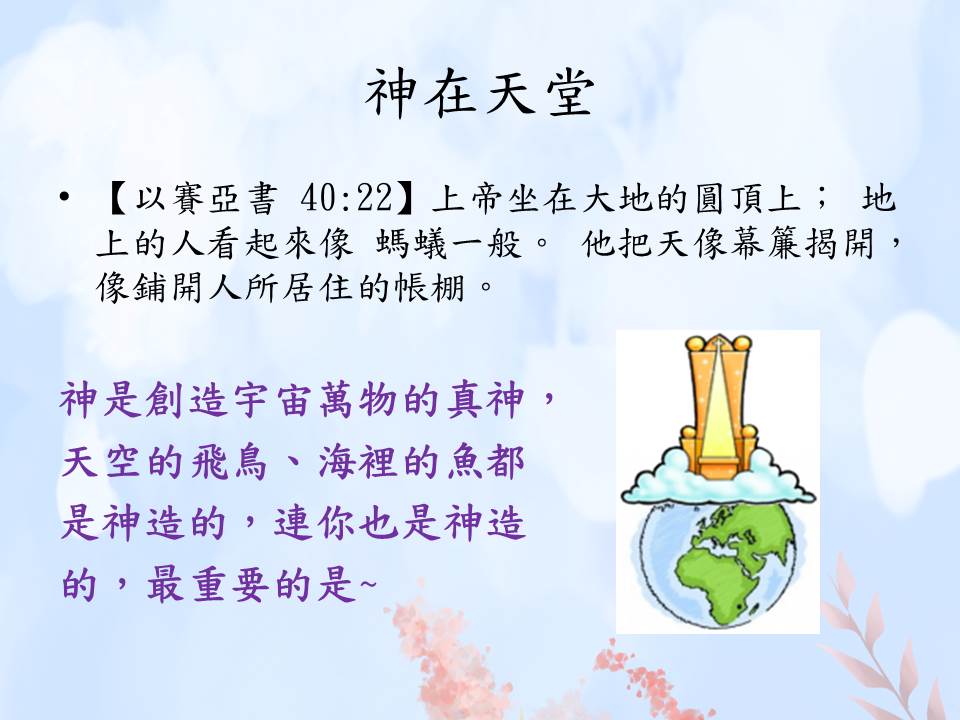 神在天堂
• 【以賽亞書 40:22】上帝坐在大地的圓頂上； 地
上的人看起來像 螞蟻一般。 他把天像幕簾揭開，
像鋪開人所居住的帳棚。
神是創造宇宙萬物的真神，
天空的飛鳥、海裡的魚都
是神造的，連你也是神造
的，最重要的是~